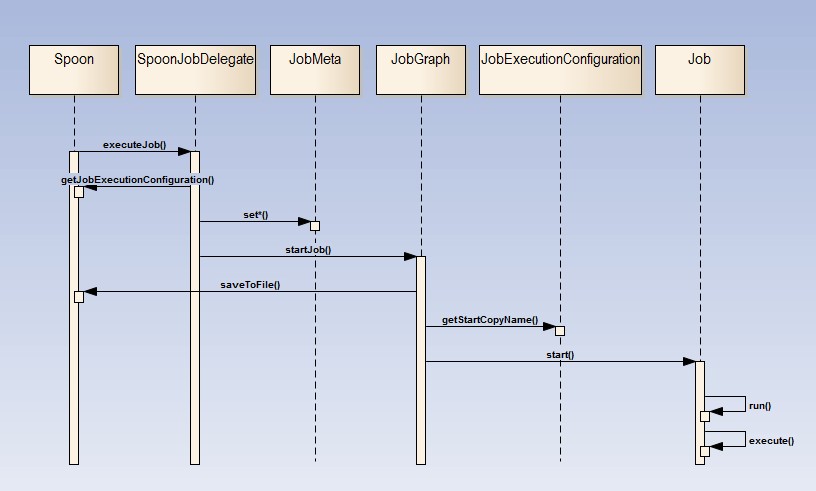 Spoon
SpoonJobDelegate
JobMeta
JobGraph
JobExecutionConfiguration
Job
executeJob()
getJobExecutionConfiguration()
set*()
startJob()
saveToFile()
getStartCopyName()
start()
run()
execute()